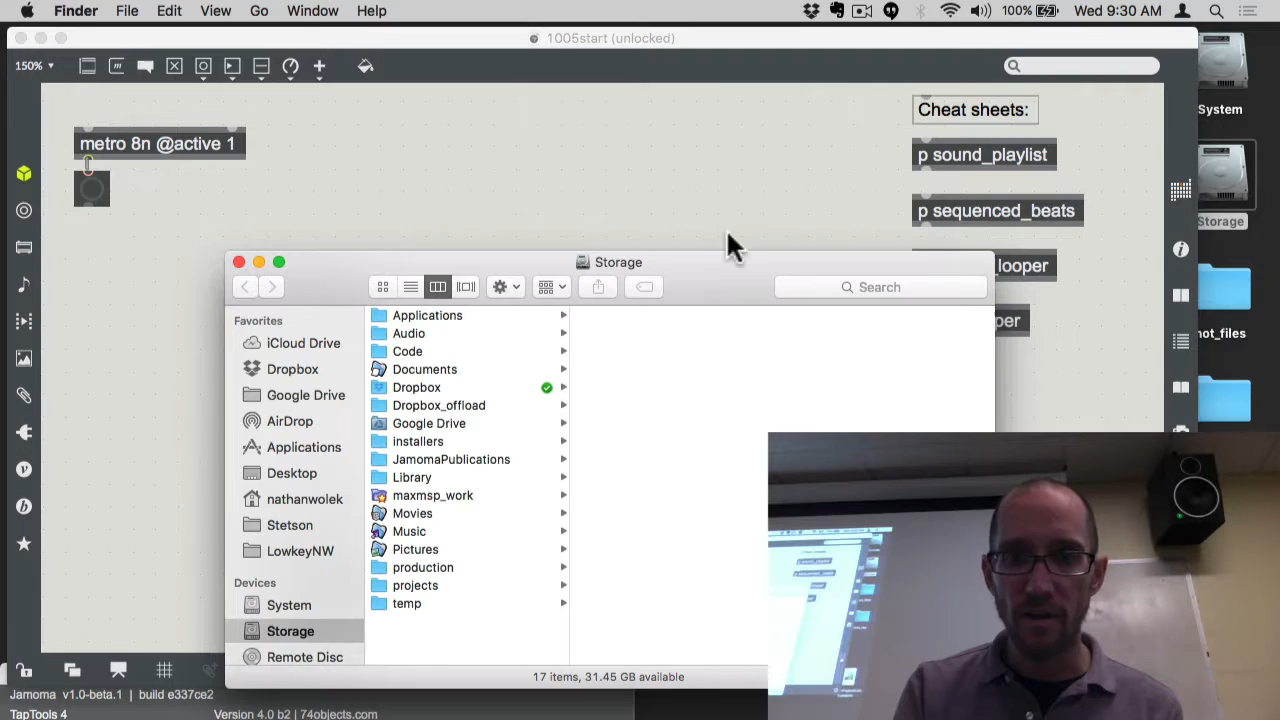 Finder File Edit View Go Window Help 100% Wed 9:30 AM
1005start (unlocked)
150%
metro 8n @active 1
Cheat sheets:
p sound_playlist
p sequenced_beats
looper
per
System
Storage
not_files
Storage
Search
Favorites
iCloud Drive
Dropbox
Google Drive
AirDrop
Applications
Desktop
nathanwolek
Stetson
LowkeyNW
Devices
System
Storage
Remote Disc
Applications
Audio
Code
Documents
Dropbox
Dropbox_offload
Google Drive
installers
JamomaPublications
Library
maxmsp_work
Movies
Music
Pictures
production
projects
temp
17 items, 31.45 GB available
Jamoma v1.0-beta.1 | build e337ce2
TapTools 4 Version 4.0 b2 | 74objects.com